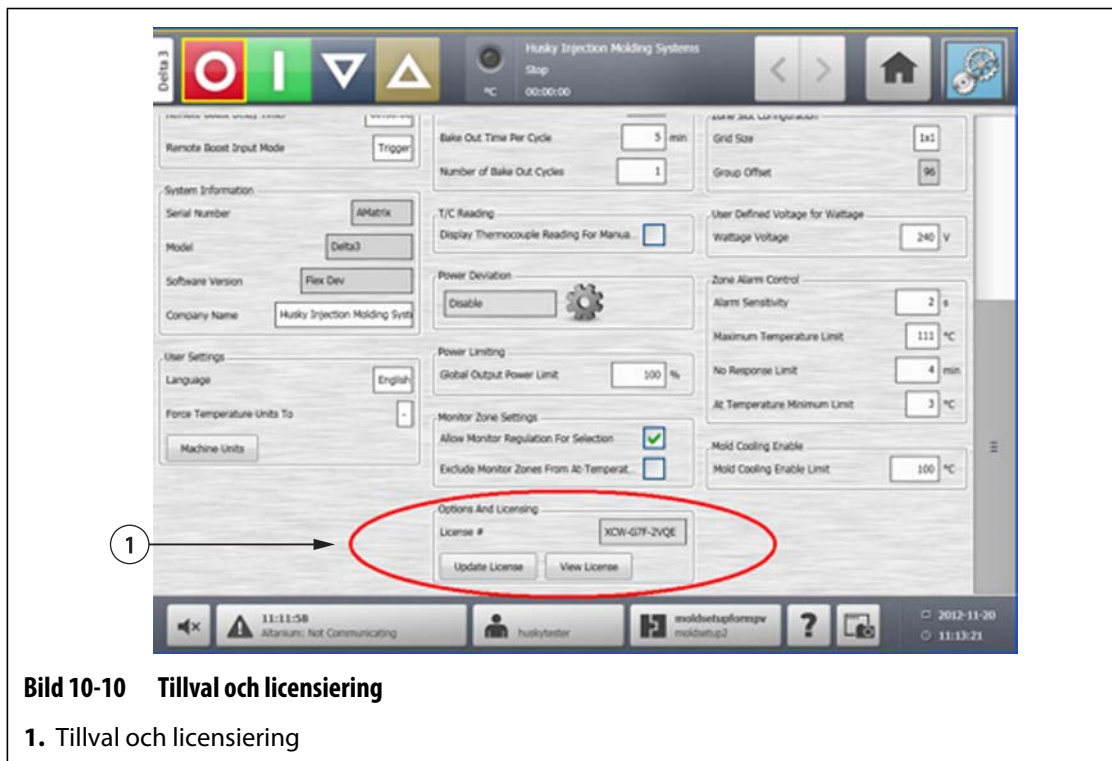 Delta 3
Husky Injection Molding Systems
Stop
°C 00:00:00
Remote Boost Input Mode Trigger
System Information
Serial Number AMatrix
Model Delta3
Software Version Flex Dev
Company Name Husky Injection Molding Syst
User Settings
Language English
Force Temperature Units To -
Machine Units
Bake Out Time Per Cycle 5 min
Number of Bake Out Cycles 1
T/C Reading
Display Thermocouple Reading For Manua...
Power Deviation
Disable
Power Limiting
Global Output Power Limit 100 %
Monitor Zone Settings
Allow Monitor Regulation For Selection
Exclude Monitor Zones From At-Temperat...
Options And Licensing
License # XCW-G7F-2VQE
Update License View License
Zone Slot Configuration
Grid Size 1x1
Group Offset 96
User Defined Voltage for Wattage
Wattage Voltage 240 V
Zone Alarm Control
Alarm Sensitivity 2 s
Maximum Temperature Limit 111 °C
No Response Limit 4 min
At Temperature Minimum Limit 3 °C
Mold Cooling Enable
Mold Cooling Enable Limit 100 °C
1
11:11:58
Altanium: Not Communicating
huskytester
moldsetupformpv
moldsetup2
?
2012-11-20
11:13:21
Bild 10-10 Tillval och licensiering
1. Tillval och licensiering